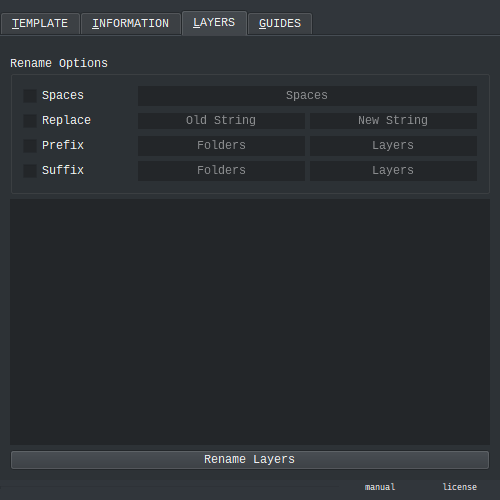 TEMPLATE INFORMATION LAYERS GUIDES
Rename Options
Spaces Spaces
Replace Old String New String
Prefix Folders Layers
Suffix Folders Layers
Rename Layers
manual license